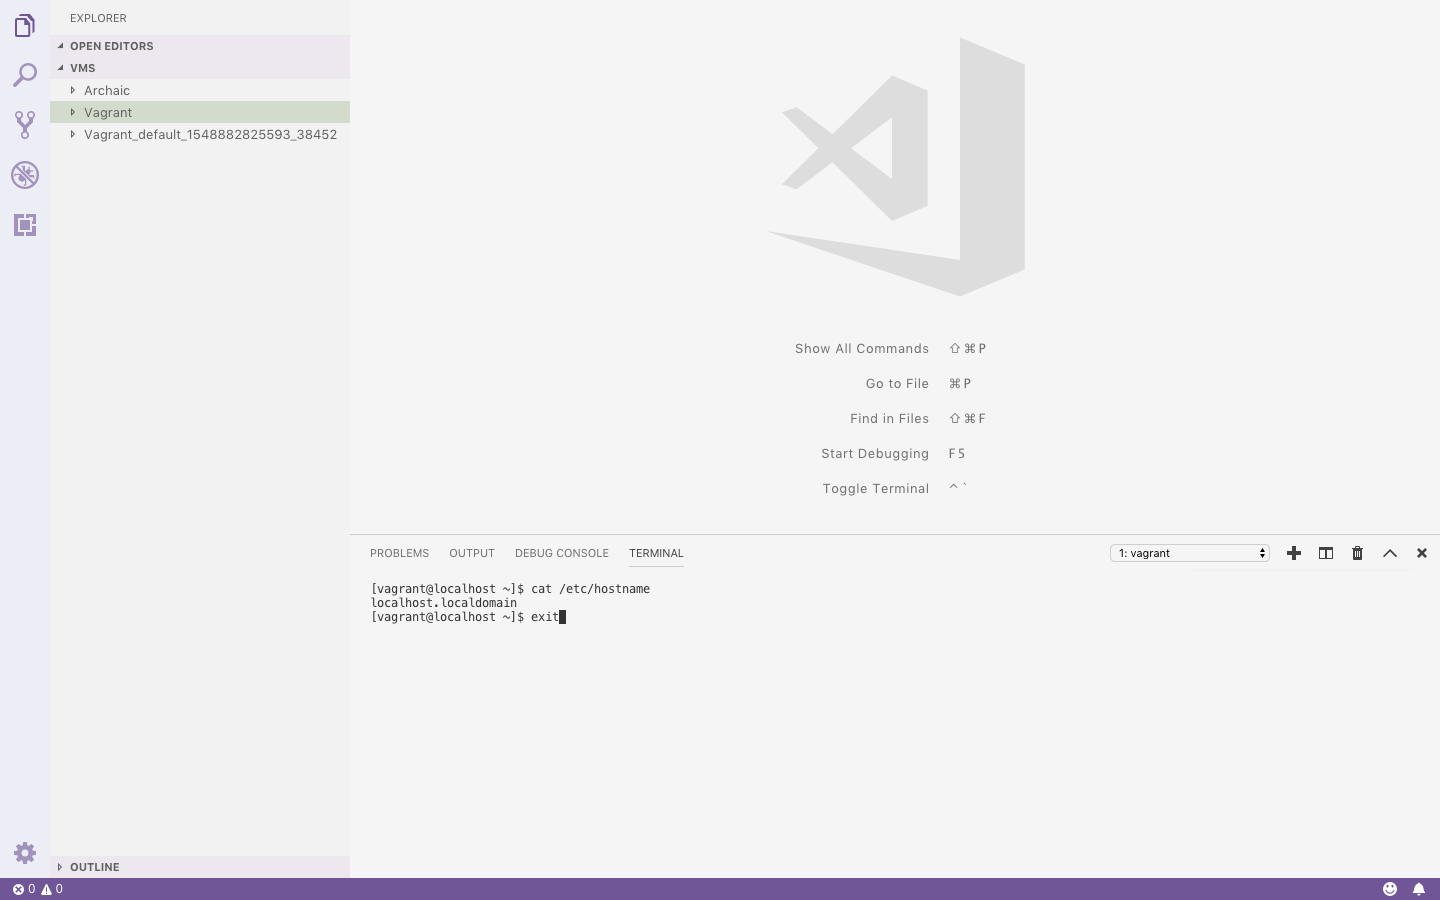 EXPLORER
OPEN EDITORS
VMS
Archaic
Vagrant
Vagrant_default_1548882825593_38452
OUTLINE
Show All Commands ⇧⌘P
Go to File ⌘P
Find in Files ⇧⌘F
Start Debugging F5
Toggle Terminal ^`
PROBLEMS OUTPUT DEBUG CONSOLE TERMINAL 1: vagrant
[vagrant@localhost ~]$ cat /etc/hostname
localhost.localdomain
[vagrant@localhost ~]$ exit
0 0